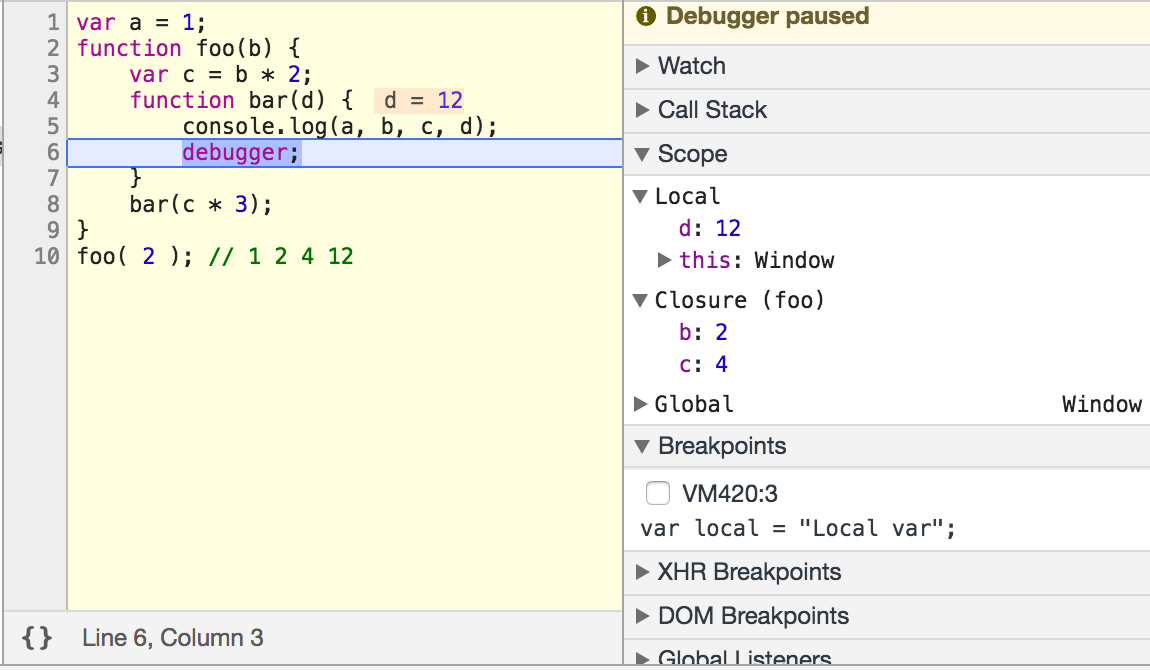 1 var a = 1;
2 function foo(b) {
3     var c = b * 2;
4     function bar(d) { d = 12
5         console.log(a, b, c, d);
6         debugger;
7     }
8     bar(c * 3);
9 }
10 foo( 2 ); // 1 2 4 12
{} Line 6, Column 3
Debugger paused
Watch
Call Stack
Scope
Local
d: 12
this: Window
Closure (foo)
b: 2
c: 4
Global Window
Breakpoints
VM420:3
var local = "Local var";
XHR Breakpoints
DOM Breakpoints
Global Listeners